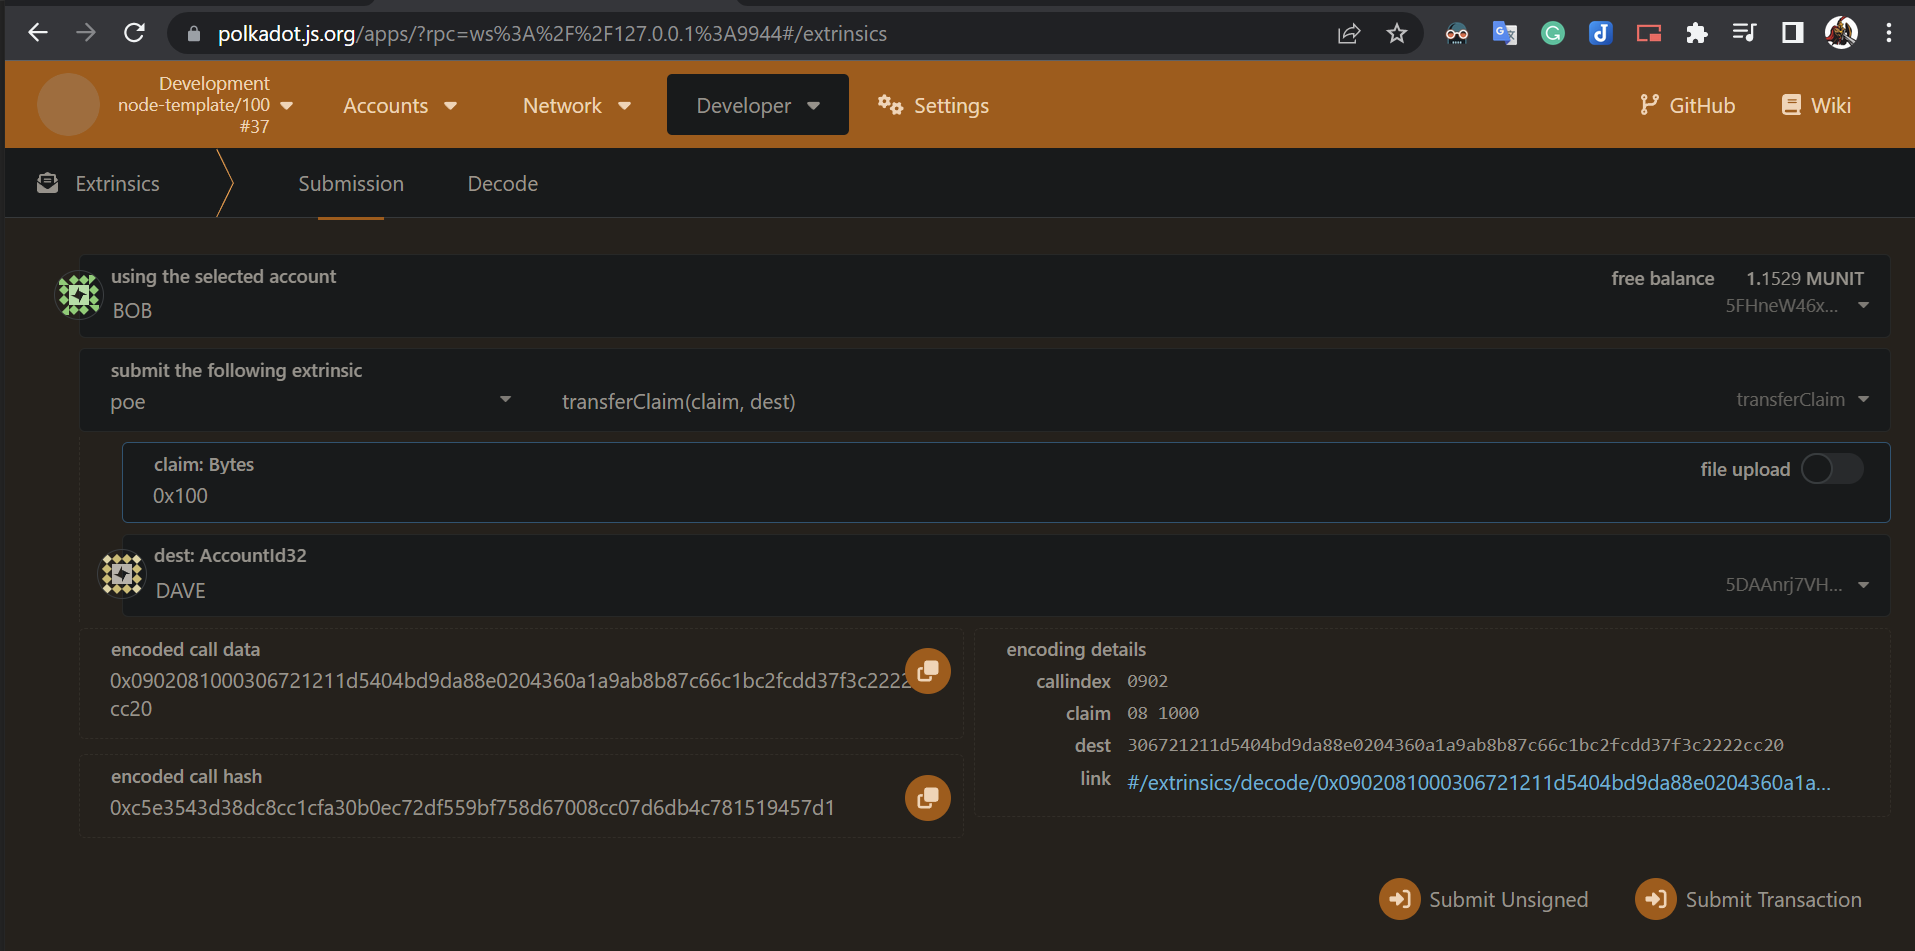 polkadot.js.org/apps/?rpc=ws%3A%2F%2F127.0.0.1%3A9944#/extrinsics
Development
node-template/100
#37
Accounts
Network
Developer
Settings
GitHub
Wiki
Extrinsics
Submission
Decode
using the selected account
BOB
free balance 1.1529 MUNIT
5FHneW46x...
submit the following extrinsic
poe
transferClaim(claim, dest)
transferClaim
claim: Bytes
0x100
file upload
dest: AccountId32
DAVE
5DAAnrj7VH...
encoded call data
0x0902081000306721211d5404bd9da88e0204360a1a9ab8b87c66c1bc2fcdd37f3c2222
cc20
encoded call hash
0xc5e3543d38dc8cc1cfa30b0ec72df559bf758d67008cc07d6db4c781519457d1
encoding details
callindex 0902
claim 08 1000
dest 306721211d5404bd9da88e0204360a1a9ab8b87c66c1bc2fcdd37f3c2222cc20
link #/extrinsics/decode/0x0902081000306721211d5404bd9da88e0204360a1a...
Submit Unsigned
Submit Transaction